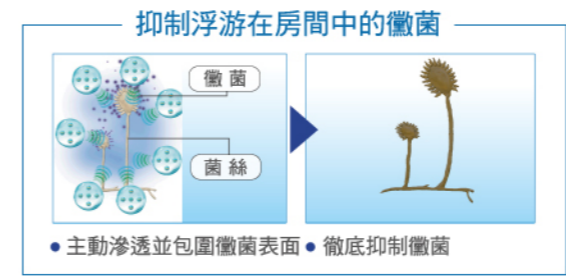 抑制浮游在房間中的黴菌
黴菌
菌絲
● 主動滲透並包圍黴菌表面 ● 徹底抑制黴菌